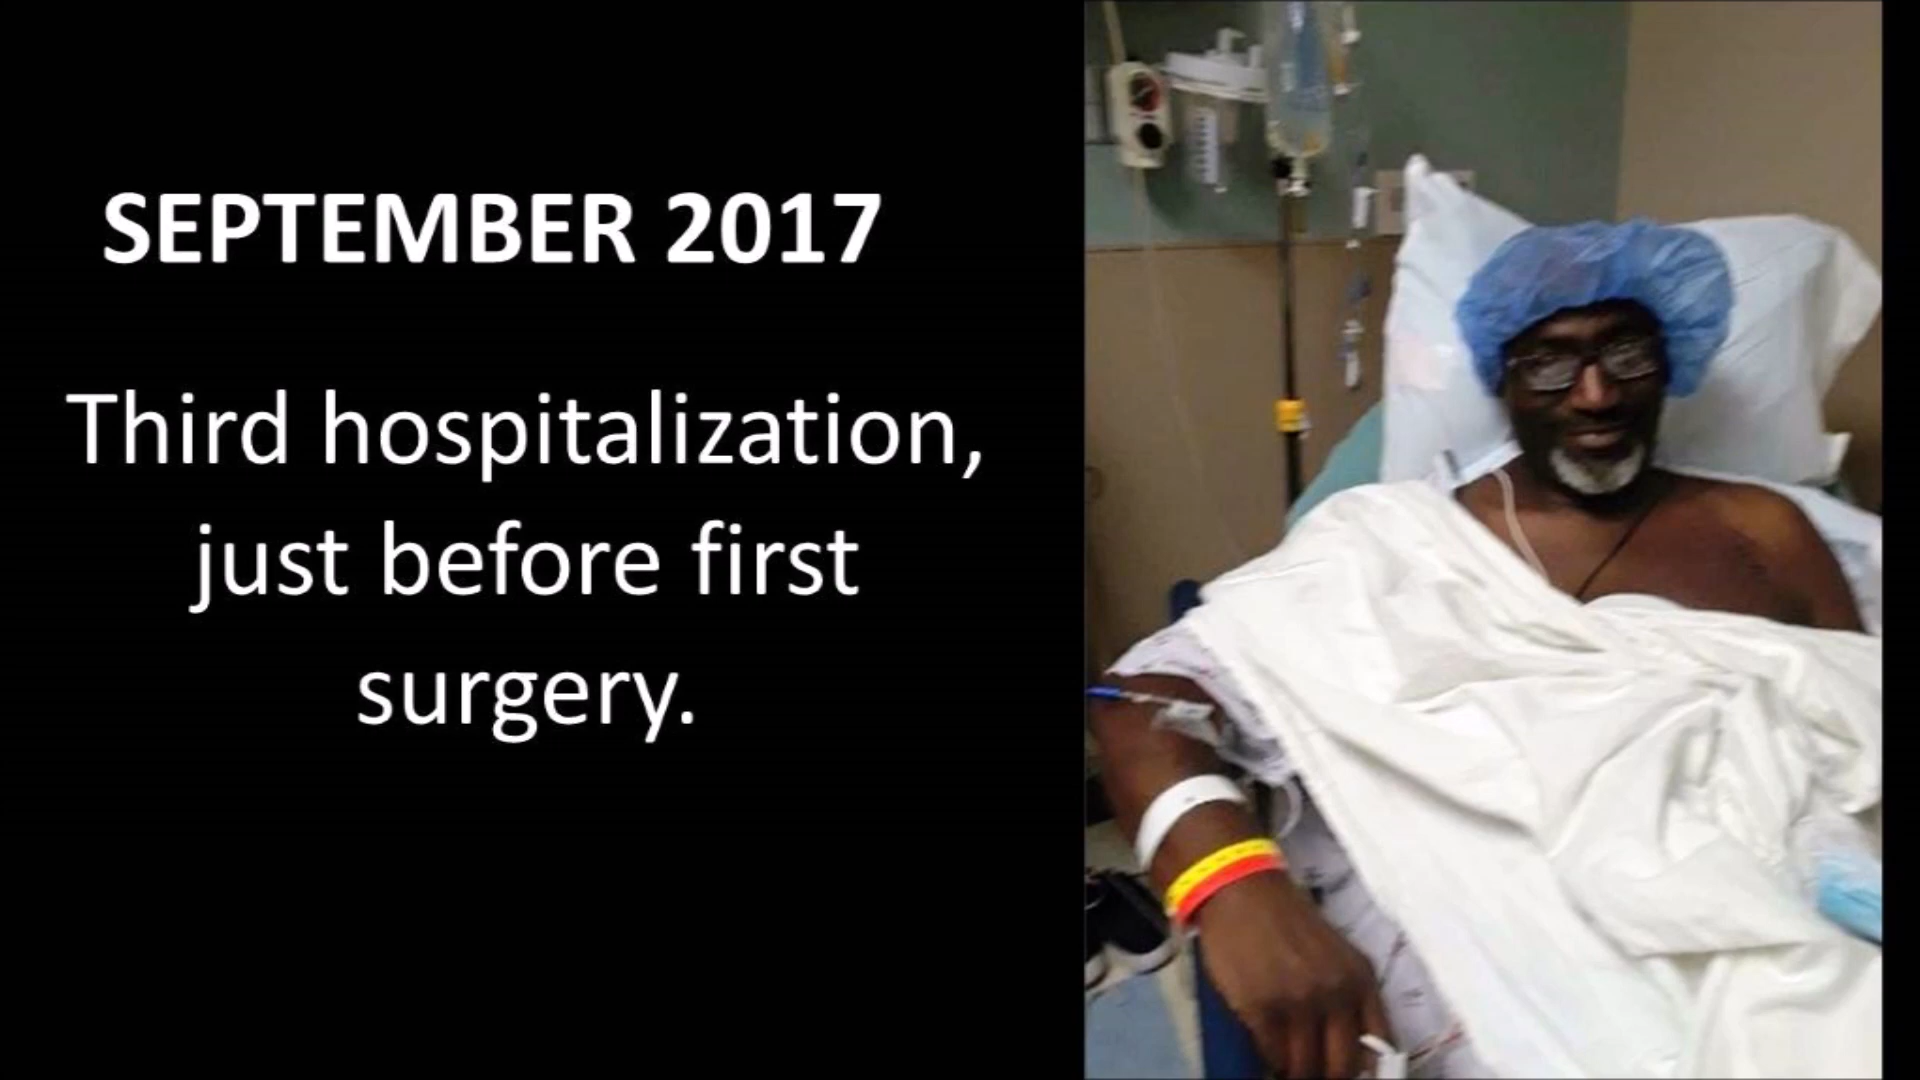 SEPTEMBER 2017
Third hospitalization,
just before first
surgery.